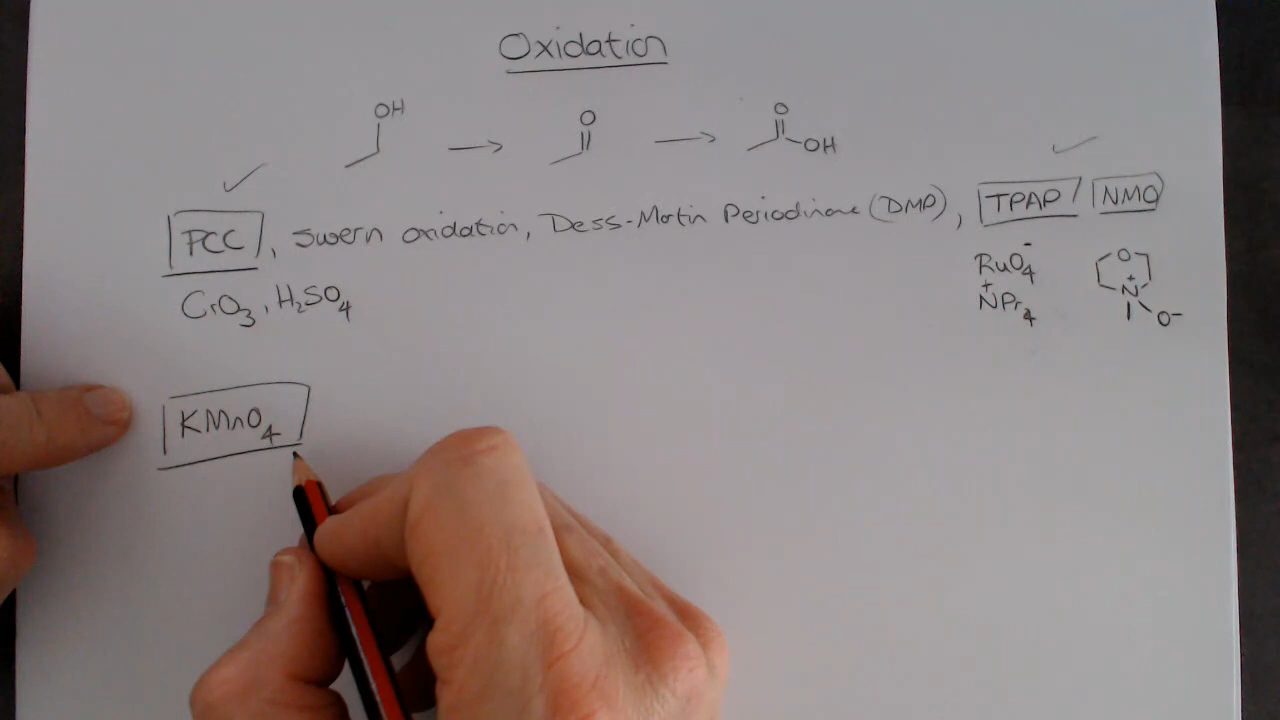 Oxidation
OH O O
OH
PCC, Swern oxidation, Dess-Martin Periodinane (DMP), TPAP / NMO
CrO3, H2SO4
RuO4-
+NPr4
O
N+
O-
KMnO4